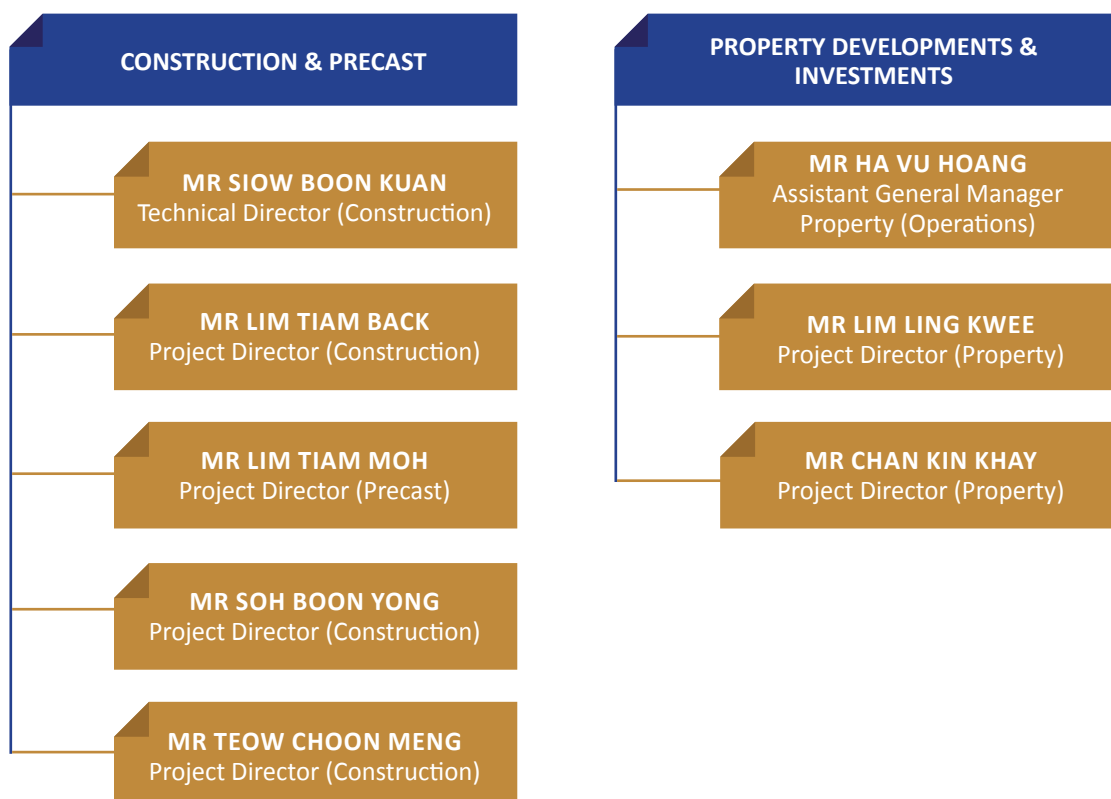 CONSTRUCTION & PRECAST
MR SIOW BOON KUAN
Technical Director (Construction)
MR LIM TIAM BACK
Project Director (Construction)
MR LIM TIAM MOH
Project Director (Precast)
MR SOH BOON YONG
Project Director (Construction)
MR TEOW CHOON MENG
Project Director (Construction)
PROPERTY DEVELOPMENTS &
INVESTMENTS
MR HA VU HOANG
Assistant General Manager
Property (Operations)
MR LIM LING KWEE
Project Director (Property)
MR CHAN KIN KHAY
Project Director (Property)